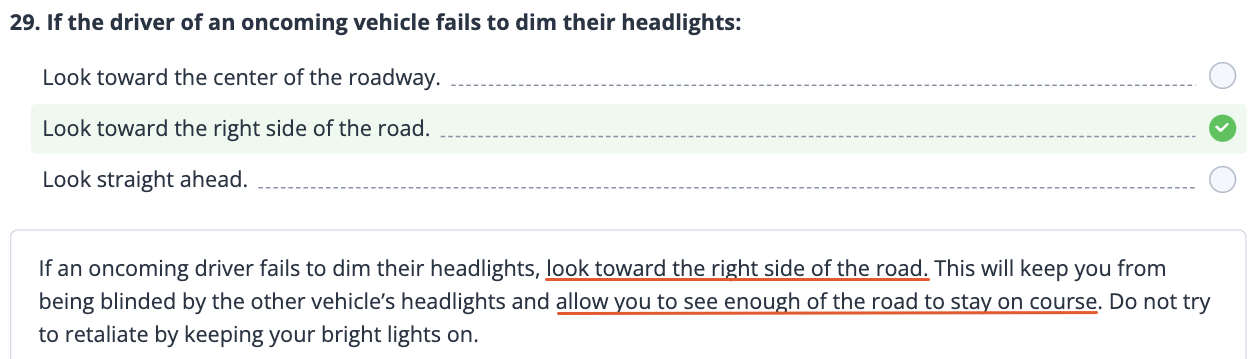 29. If the driver of an oncoming vehicle fails to dim their headlights:
Look toward the center of the roadway.
Look toward the right side of the road.
Look straight ahead.
If an oncoming driver fails to dim their headlights, look toward the right side of the road. This will keep you from
being blinded by the other vehicle’s headlights and allow you to see enough of the road to stay on course. Do not try
to retaliate by keeping your bright lights on.